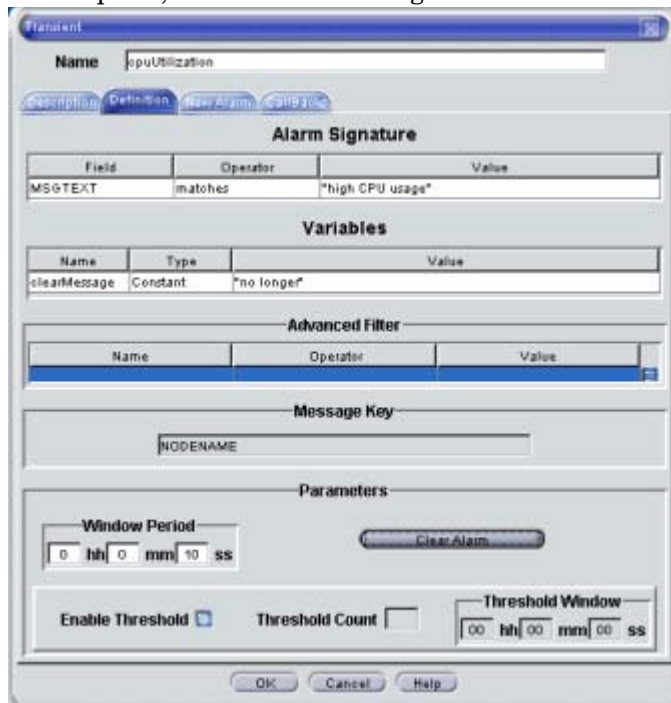 Transient
Name cpuUtilization
Description Definition New Alarm CallBacks
Alarm Signature
Field Operator Value
MSGTEXT matches "high CPU usage"
Variables
Name Type Value
clearMessage Constant "no longer"
Advanced Filter
Name Operator Value
Message Key
NODENAME
Parameters
Window Period
0 hh 0 mm 10 ss
Clear Alarm
Enable Threshold Threshold Count
Threshold Window
00 hh 00 mm 00 ss
OK Cancel Help